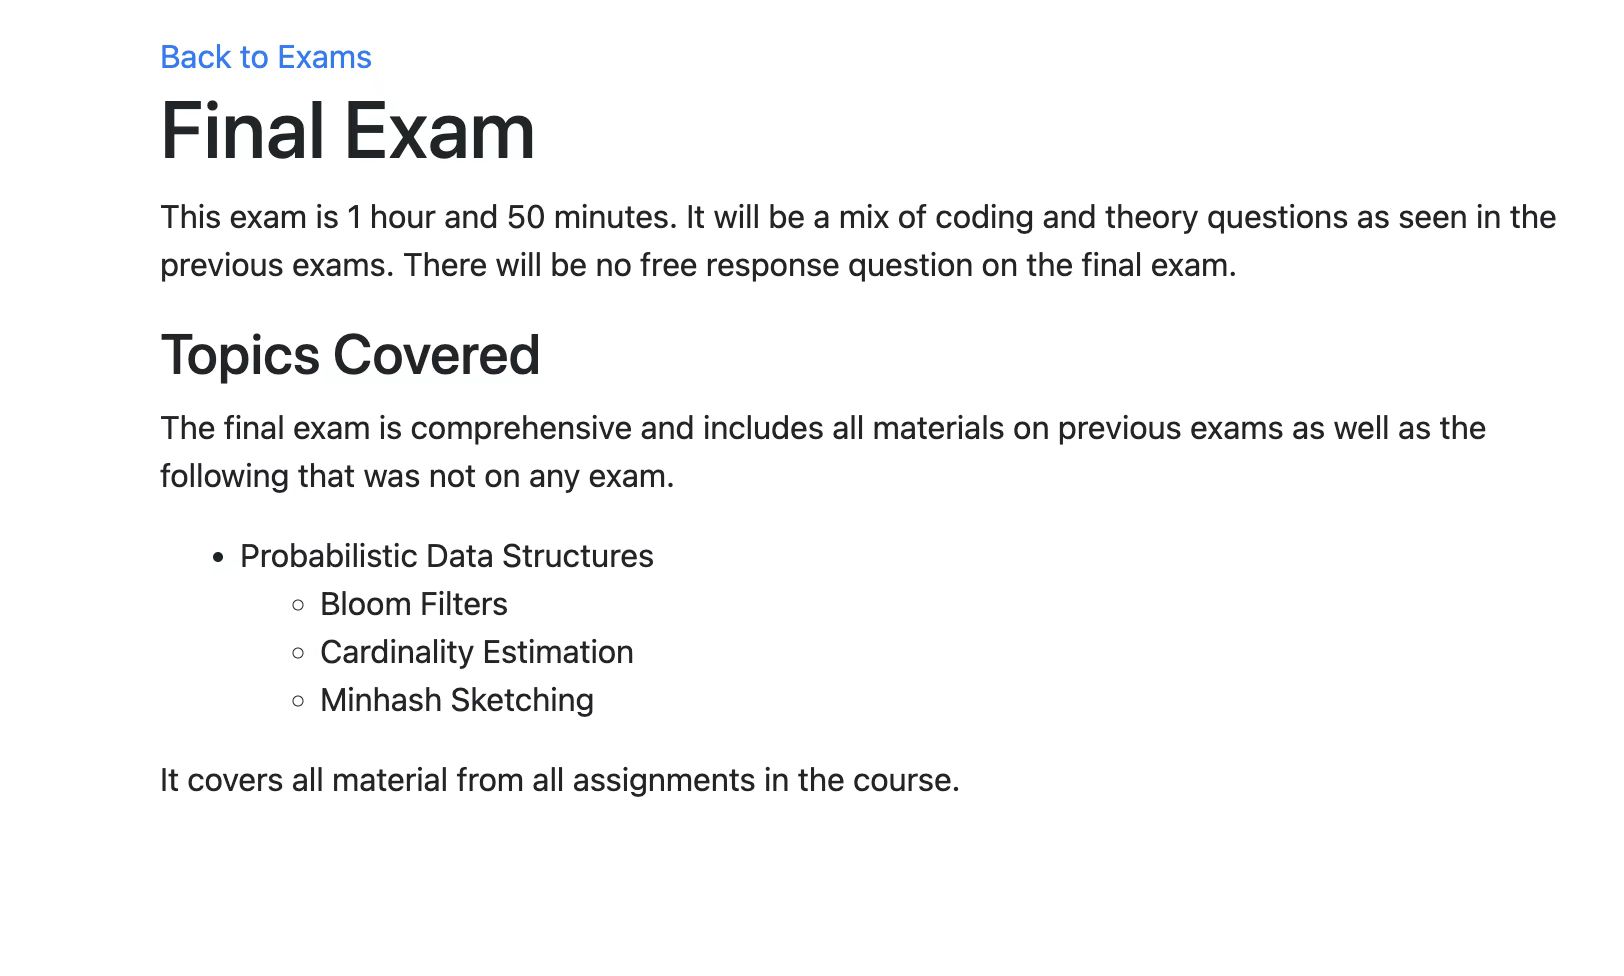 Back to Exams
Final Exam
This exam is 1 hour and 50 minutes. It will be a mix of coding and theory questions as seen in the
previous exams. There will be no free response question on the final exam.
Topics Covered
The final exam is comprehensive and includes all materials on previous exams as well as the
following that was not on any exam.
• Probabilistic Data Structures
◦ Bloom Filters
◦ Cardinality Estimation
◦ Minhash Sketching
It covers all material from all assignments in the course.